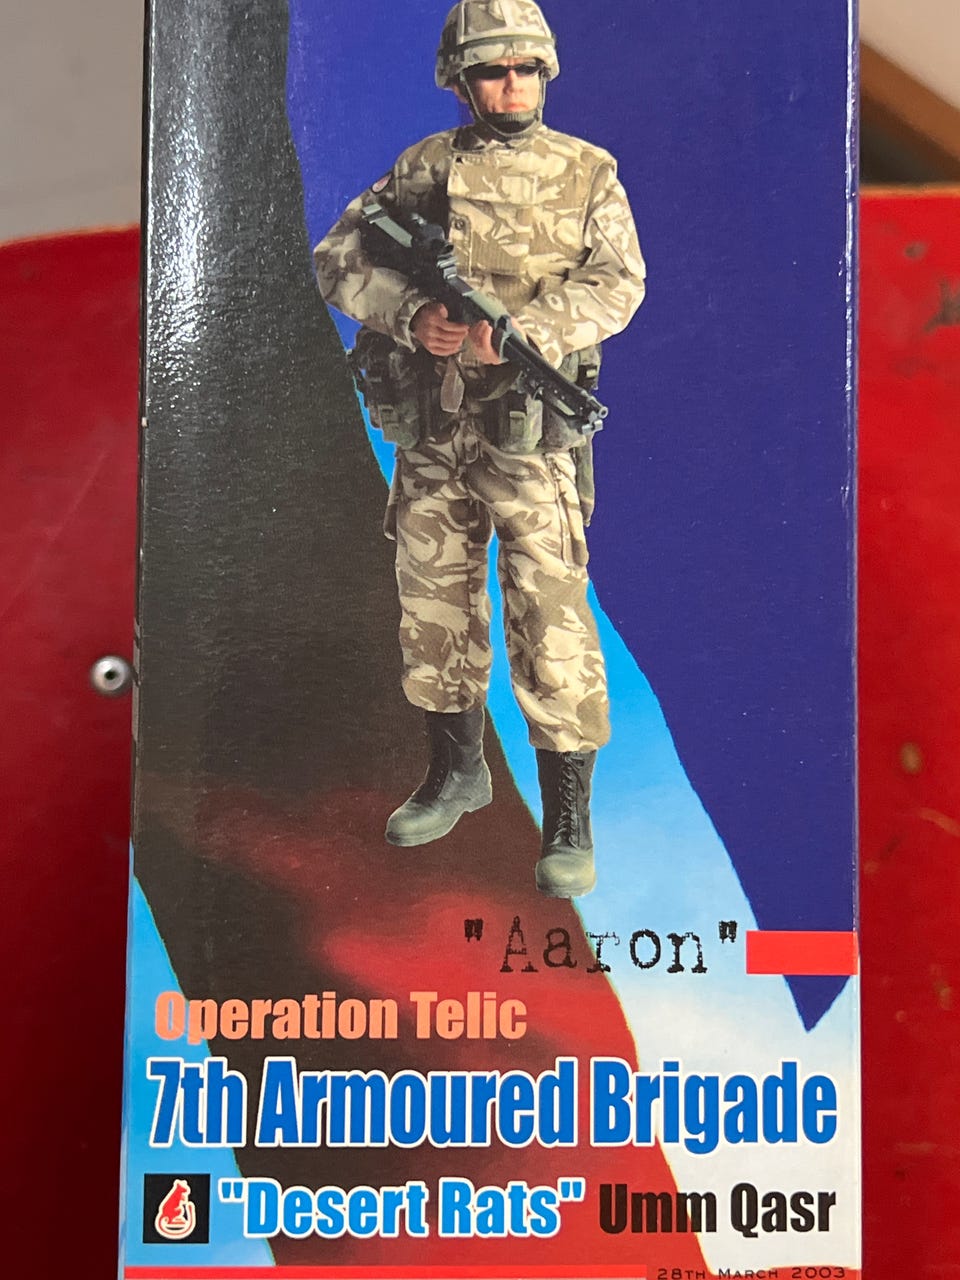 "Aaron"
Operation Telic
7th Armoured Brigade
"Desert Rats" Umm Qasr
28th March 2003